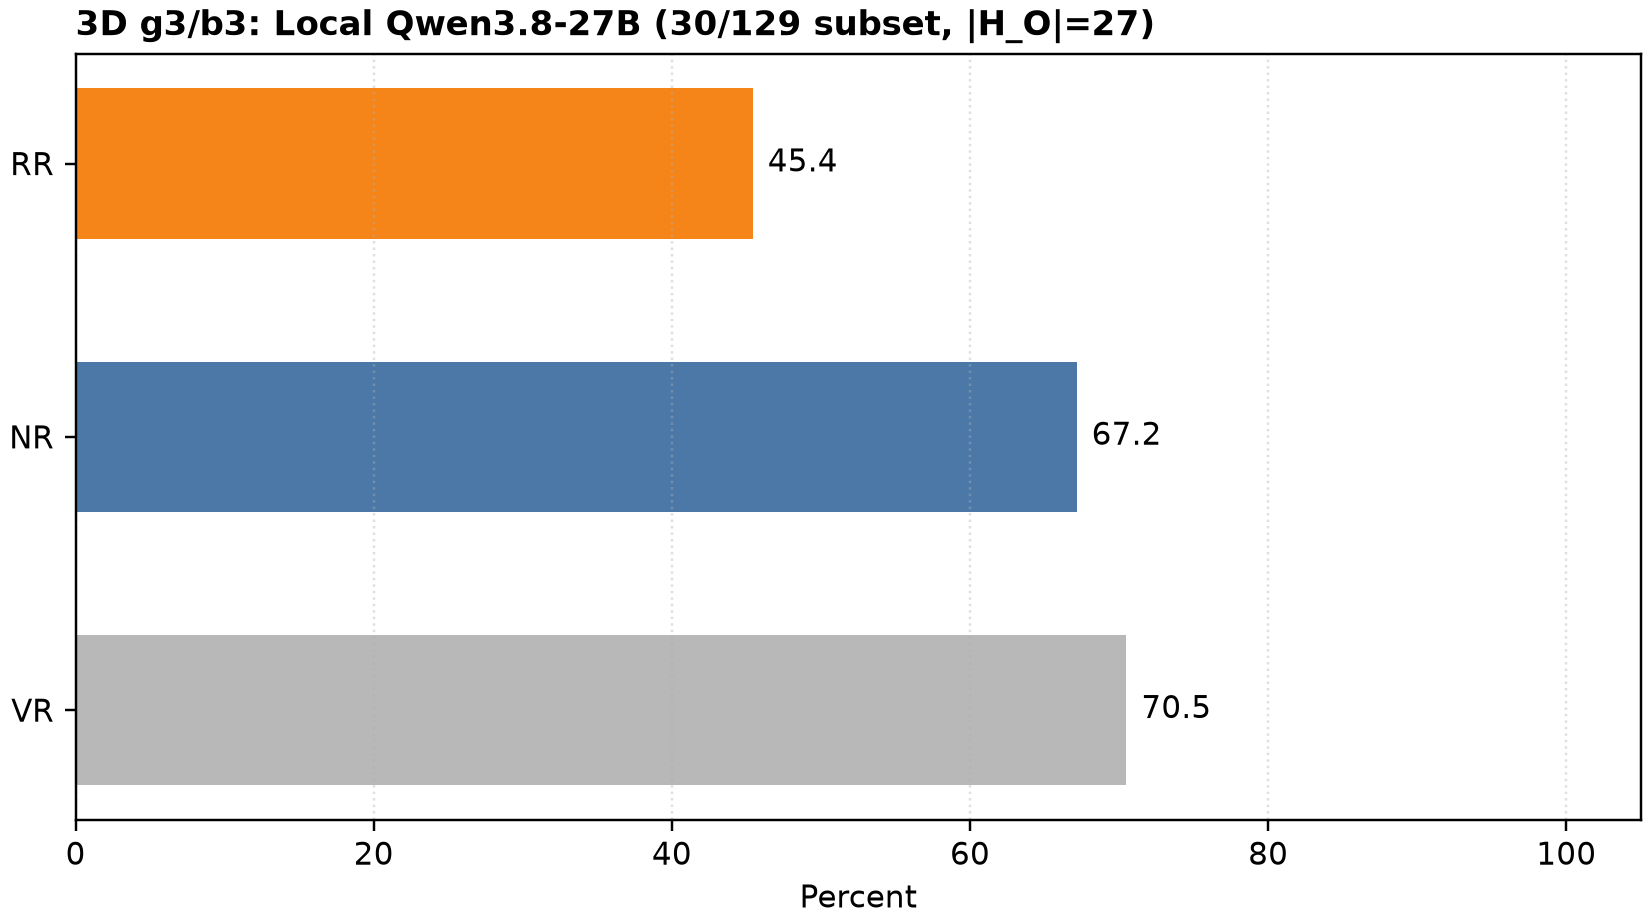 3D g3/b3: Local Qwen3.8-27B (30/129 subset, |H_O|=27)
RR
45.4
NR
67.2
VR
70.5
0 20 40 60 80 100
Percent